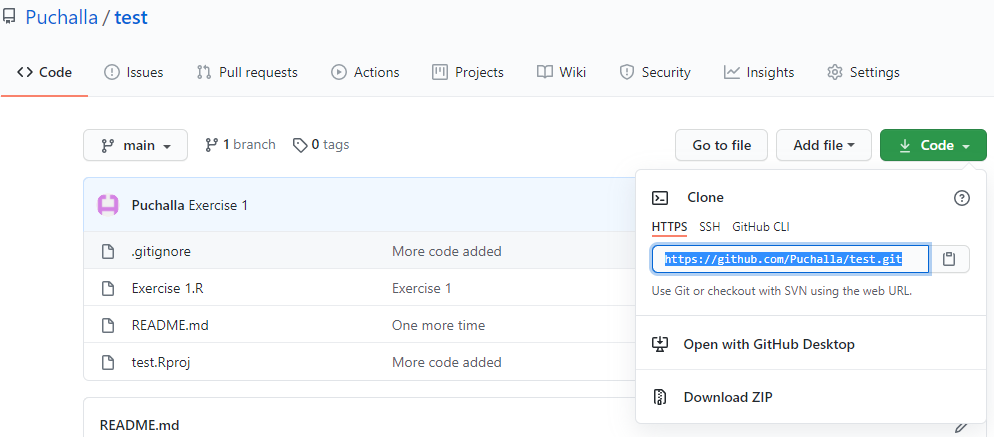 Puchalla / test
Code Issues Pull requests Actions Projects Wiki Security Insights Settings
main 1 branch 0 tags Go to file Add file Code
Puchalla Exercise 1
.gitignore More code added
Exercise 1.R Exercise 1
README.md One more time
test.Rproj More code added
README.md
Clone
HTTPS SSH GitHub CLI
https://github.com/Puchalla/test.git
Use Git or checkout with SVN using the web URL.
Open with GitHub Desktop
Download ZIP